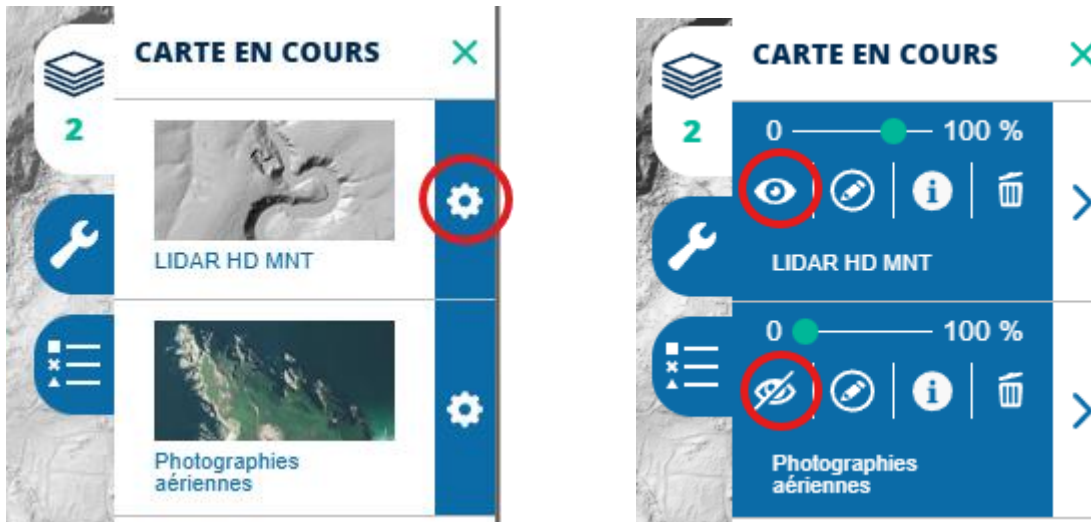 CARTE EN COURS
2
LIDAR HD MNT
Photographies
aériennes
CARTE EN COURS
2
0 100 %
LIDAR HD MNT
0 100 %
Photographies
aériennes